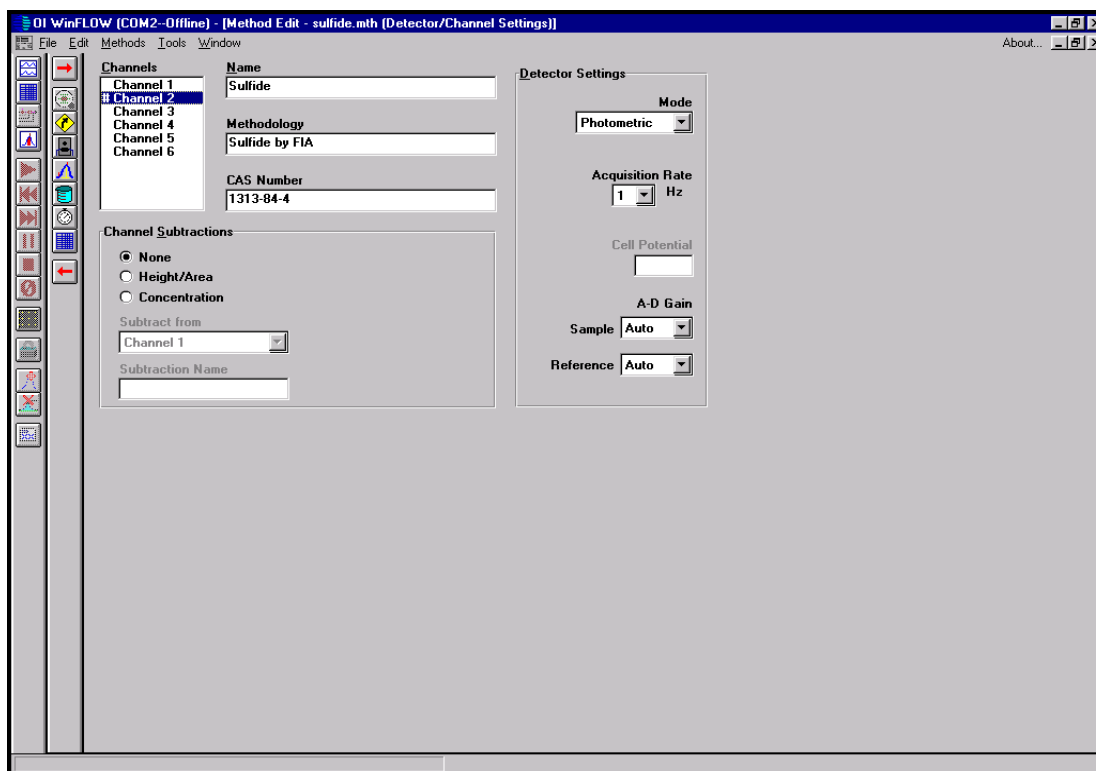 OI WinFLOW (COM2--Offline) - [Method Edit - sulfide.mth (Detector/Channel Settings)]
File Edit Methods Tools Window About...
Channels
Channel 1
# Channel 2
Channel 3
Channel 4
Channel 5
Channel 6
Name
Sulfide
Methodology
Sulfide by FIA
CAS Number
1313-84-4
Channel Subtractions
None
Height/Area
Concentration
Subtract from
Channel 1
Subtraction Name
Detector Settings
Mode
Photometric
Acquisition Rate
1 Hz
Cell Potential
A-D Gain
Sample Auto
Reference Auto